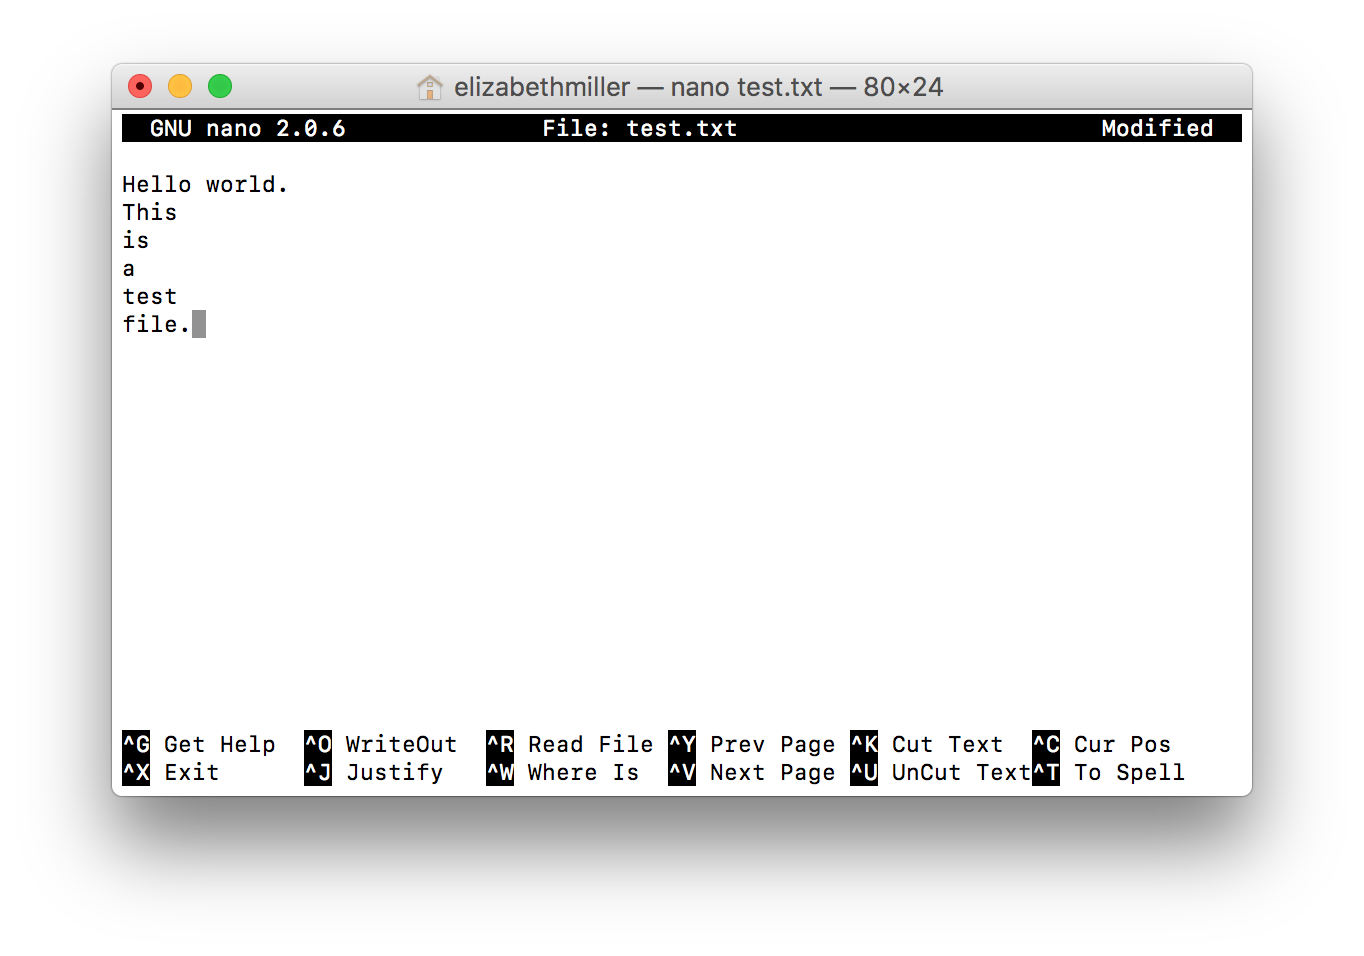 elizabethmiller — nano test.txt — 80×24
GNU nano 2.0.6 File: test.txt Modified
Hello world.
This
is
a
test
file.
^G Get Help ^O WriteOut ^R Read File ^Y Prev Page ^K Cut Text ^C Cur Pos
^X Exit ^J Justify ^W Where Is ^V Next Page ^U UnCut Text ^T To Spell